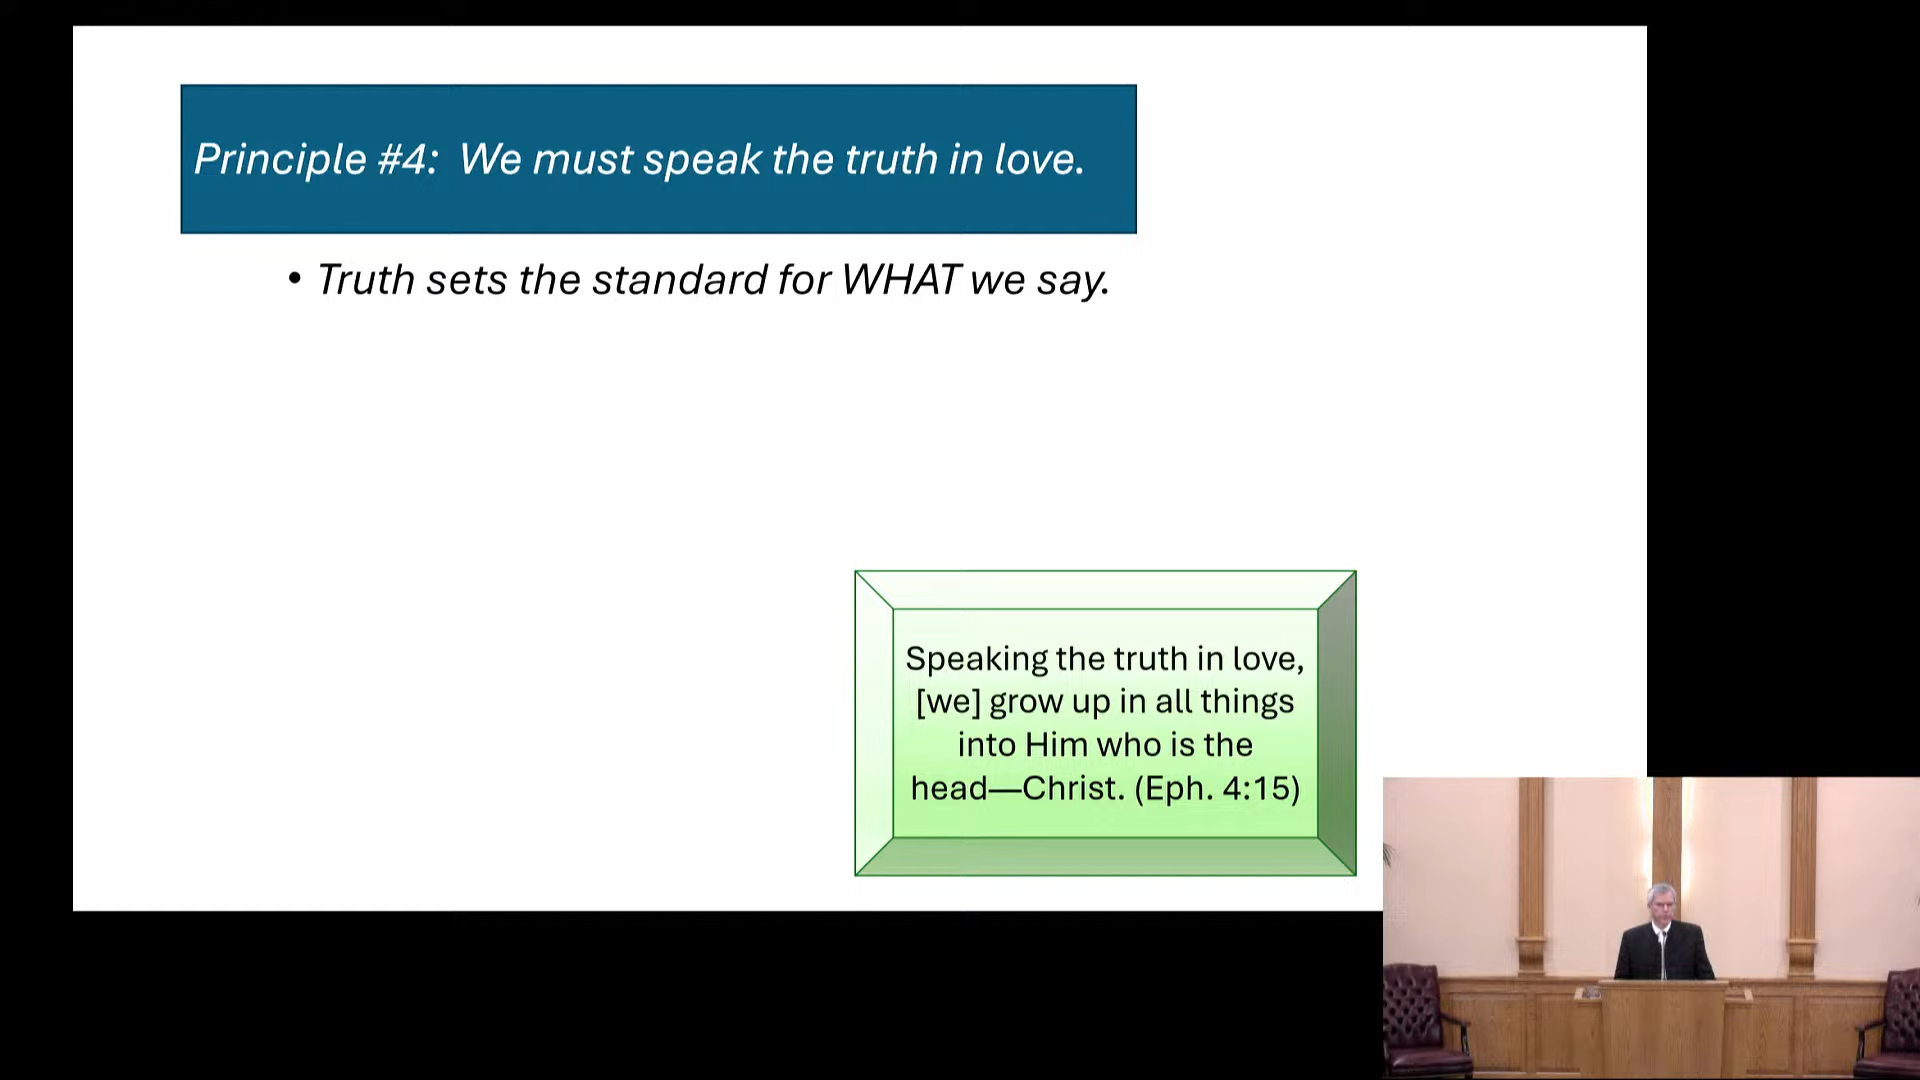 Principle #4:  We must speak the truth in love.
• Truth sets the standard for WHAT we say.
Speaking the truth in love,
[we] grow up in all things
into Him who is the
head—Christ. (Eph. 4:15)